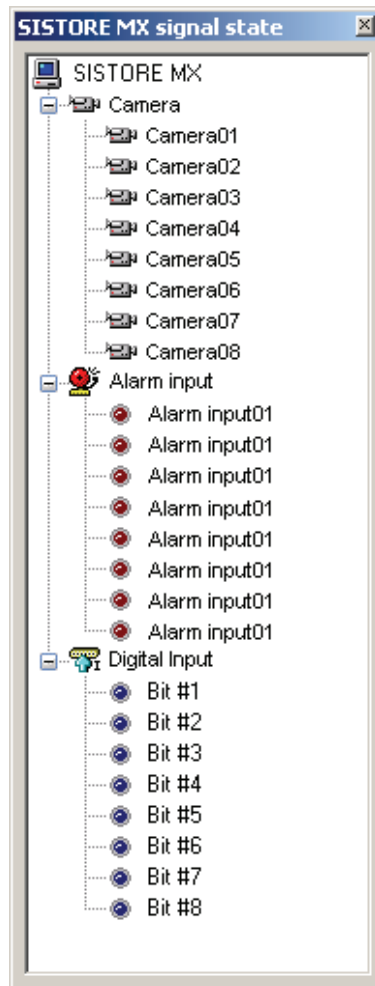 SISTORE MX signal state
SISTORE MX
Camera
Camera01
Camera02
Camera03
Camera04
Camera05
Camera06
Camera07
Camera08
Alarm input
Alarm input01
Alarm input01
Alarm input01
Alarm input01
Alarm input01
Alarm input01
Alarm input01
Alarm input01
Digital Input
Bit #1
Bit #2
Bit #3
Bit #4
Bit #5
Bit #6
Bit #7
Bit #8